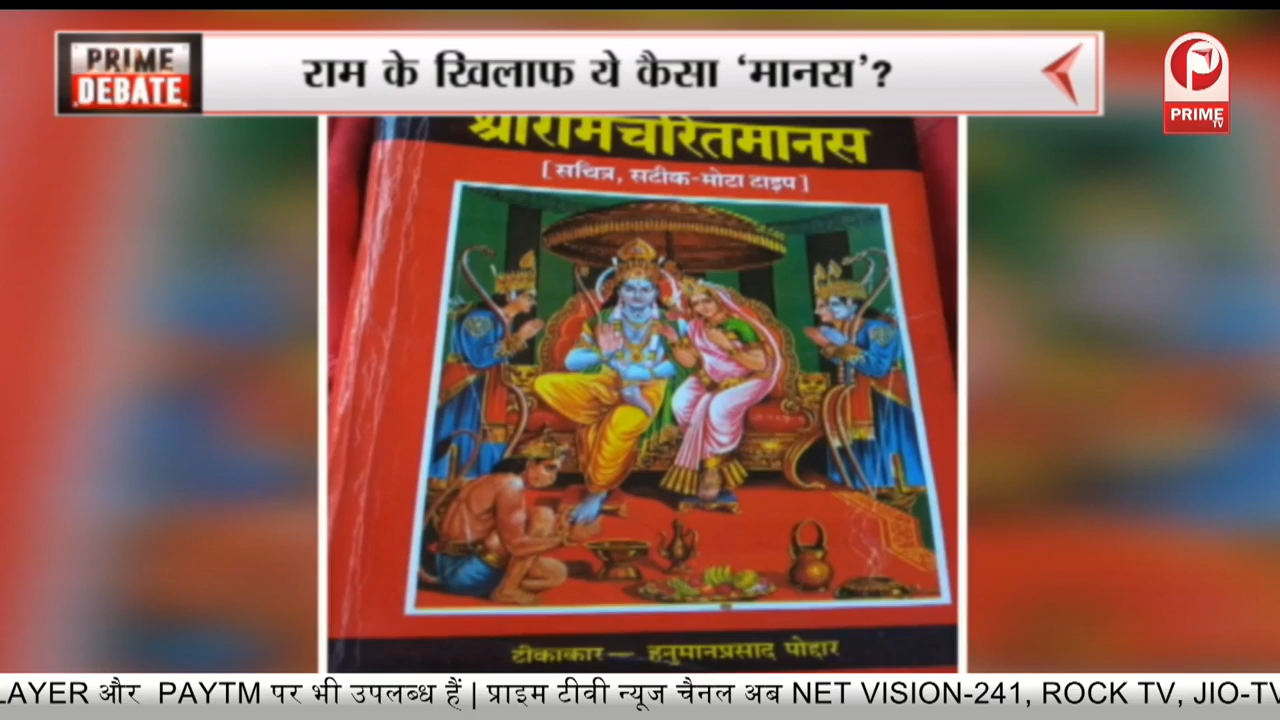 PRIME
DEBATE
राम के खिलाफ ये कैसा ‘मानस’?
PRIME
TV
श्रीरामचरितमानस
[सचित्र, सटीक-मोटा टाइप]
टीकाकार— हनुमानप्रसाद पोद्दार
LAYER और PAYTM पर भी उपलब्ध हैं | प्राइम टीवी न्यूज चैनल अब NET VISION-241, ROCK TV, JIO-TV